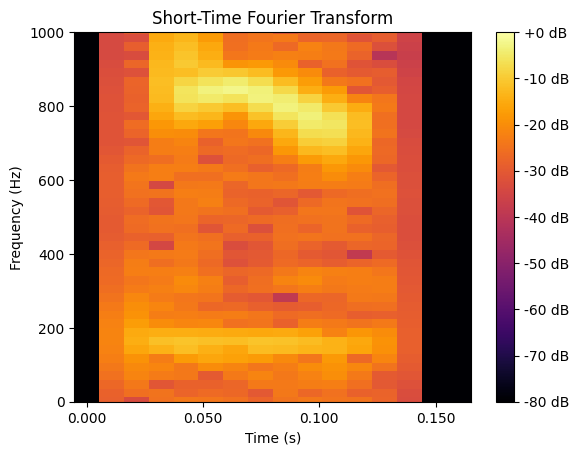 Short-Time Fourier Transform
1000
800
600
400
200
0
Frequency (Hz)
0.000
0.050
0.100
0.150
Time (s)
+0 dB
-10 dB
-20 dB
-30 dB
-40 dB
-50 dB
-60 dB
-70 dB
-80 dB